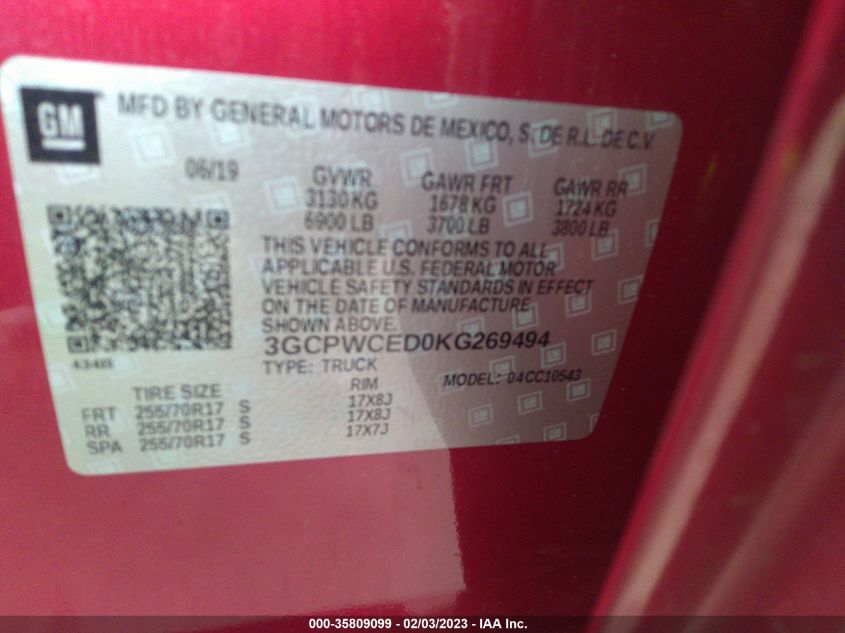 GM
MFD BY GENERAL MOTORS DE MEXICO, S. DE R.L. DE C.V.
06/19
GVWR GAWR FRT GAWR RR
3130 KG 1678 KG 1724 KG
6900 LB 3700 LB 3800 LB
THIS VEHICLE CONFORMS TO ALL
APPLICABLE U.S. FEDERAL MOTOR
VEHICLE SAFETY STANDARDS IN EFFECT
ON THE DATE OF MANUFACTURE
SHOWN ABOVE.
3GCPWCED0KG269494
TYPE: TRUCK
MODEL: 04CC10543
TIRE SIZE RIM
FRT 255/70R17 S 17X8J
RR 255/70R17 S 17X8J
SPA 255/70R17 S 17X7J
000-35809099 - 02/03/2023 - IAA Inc.